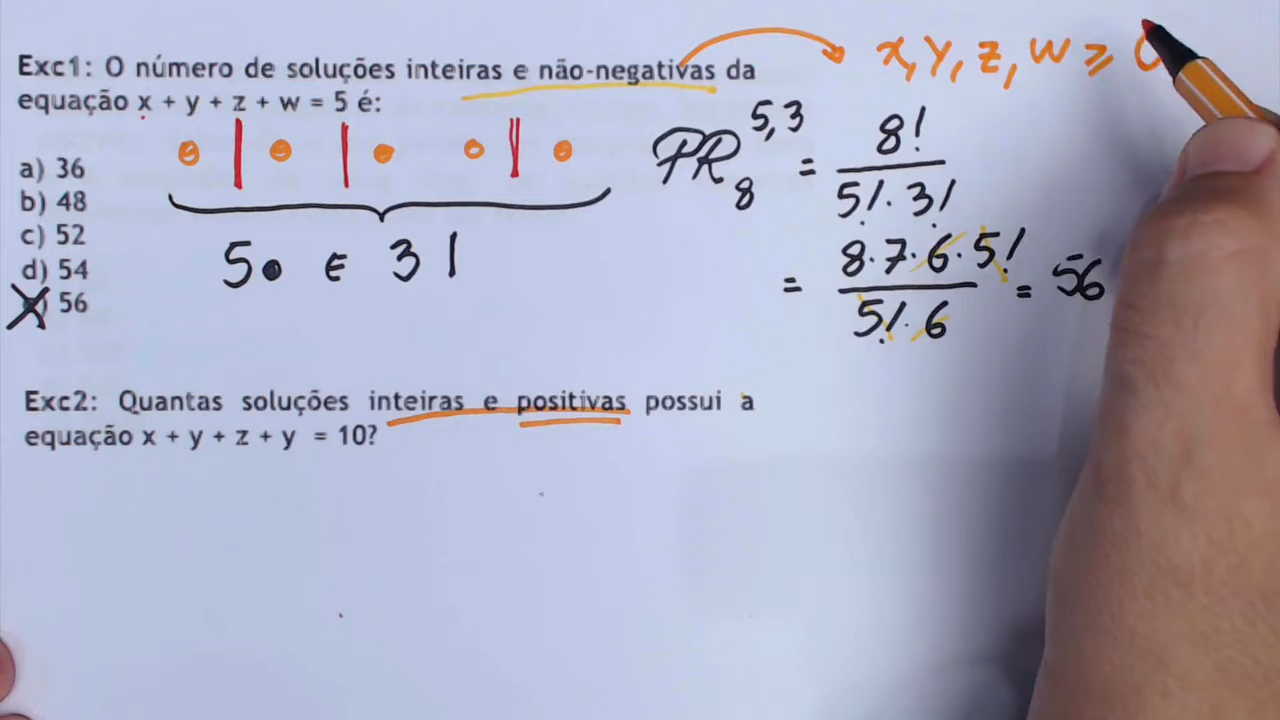 Exc1: O número de soluções inteiras e não-negativas da
equação x + y + z + w = 5 é:
a) 36
b) 48
c) 52
d) 54
56
5 • E 3 |
x, y, z, w ≥ 0
PR 8 5,3 = 8! / 5! · 3!
= 8 · 7 · 6 · 5! / 5! · 6 = 56
Exc2: Quantas soluções inteiras e positivas possui a
equação x + y + z + y = 10?